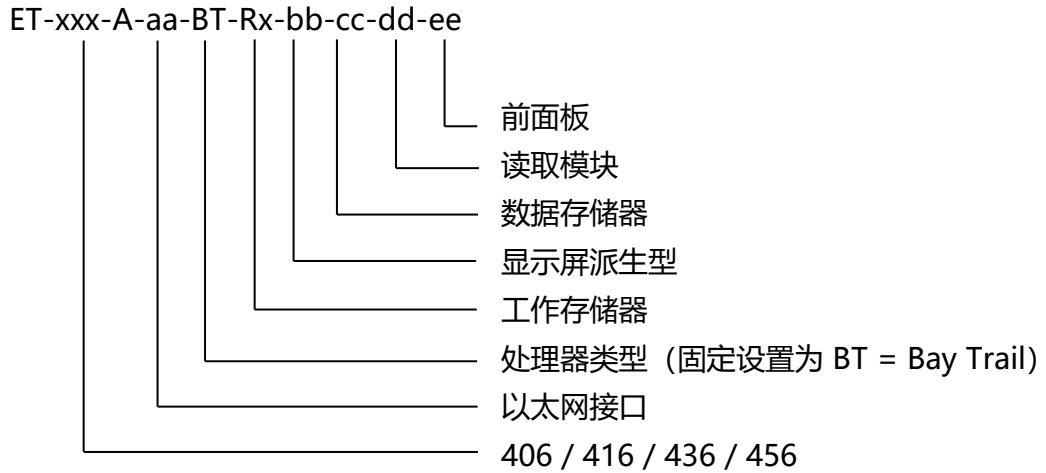 ET-xxx-A-aa-BT-Rx-bb-cc-dd-ee
前面板
读取模块
数据存储器
显示屏派生型
工作存储器
处理器类型（固定设置为 BT = Bay Trail）
以太网接口
406 / 416 / 436 / 456